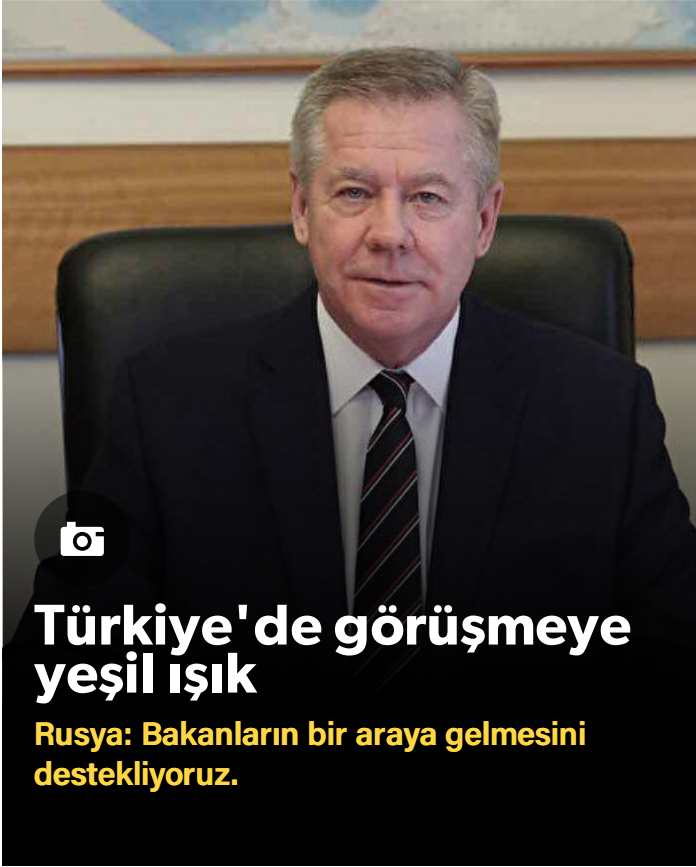 Türkiye'de görüşmeye
yeşil ışık
Rusya: Bakanların bir araya gelmesini
destekliyoruz.